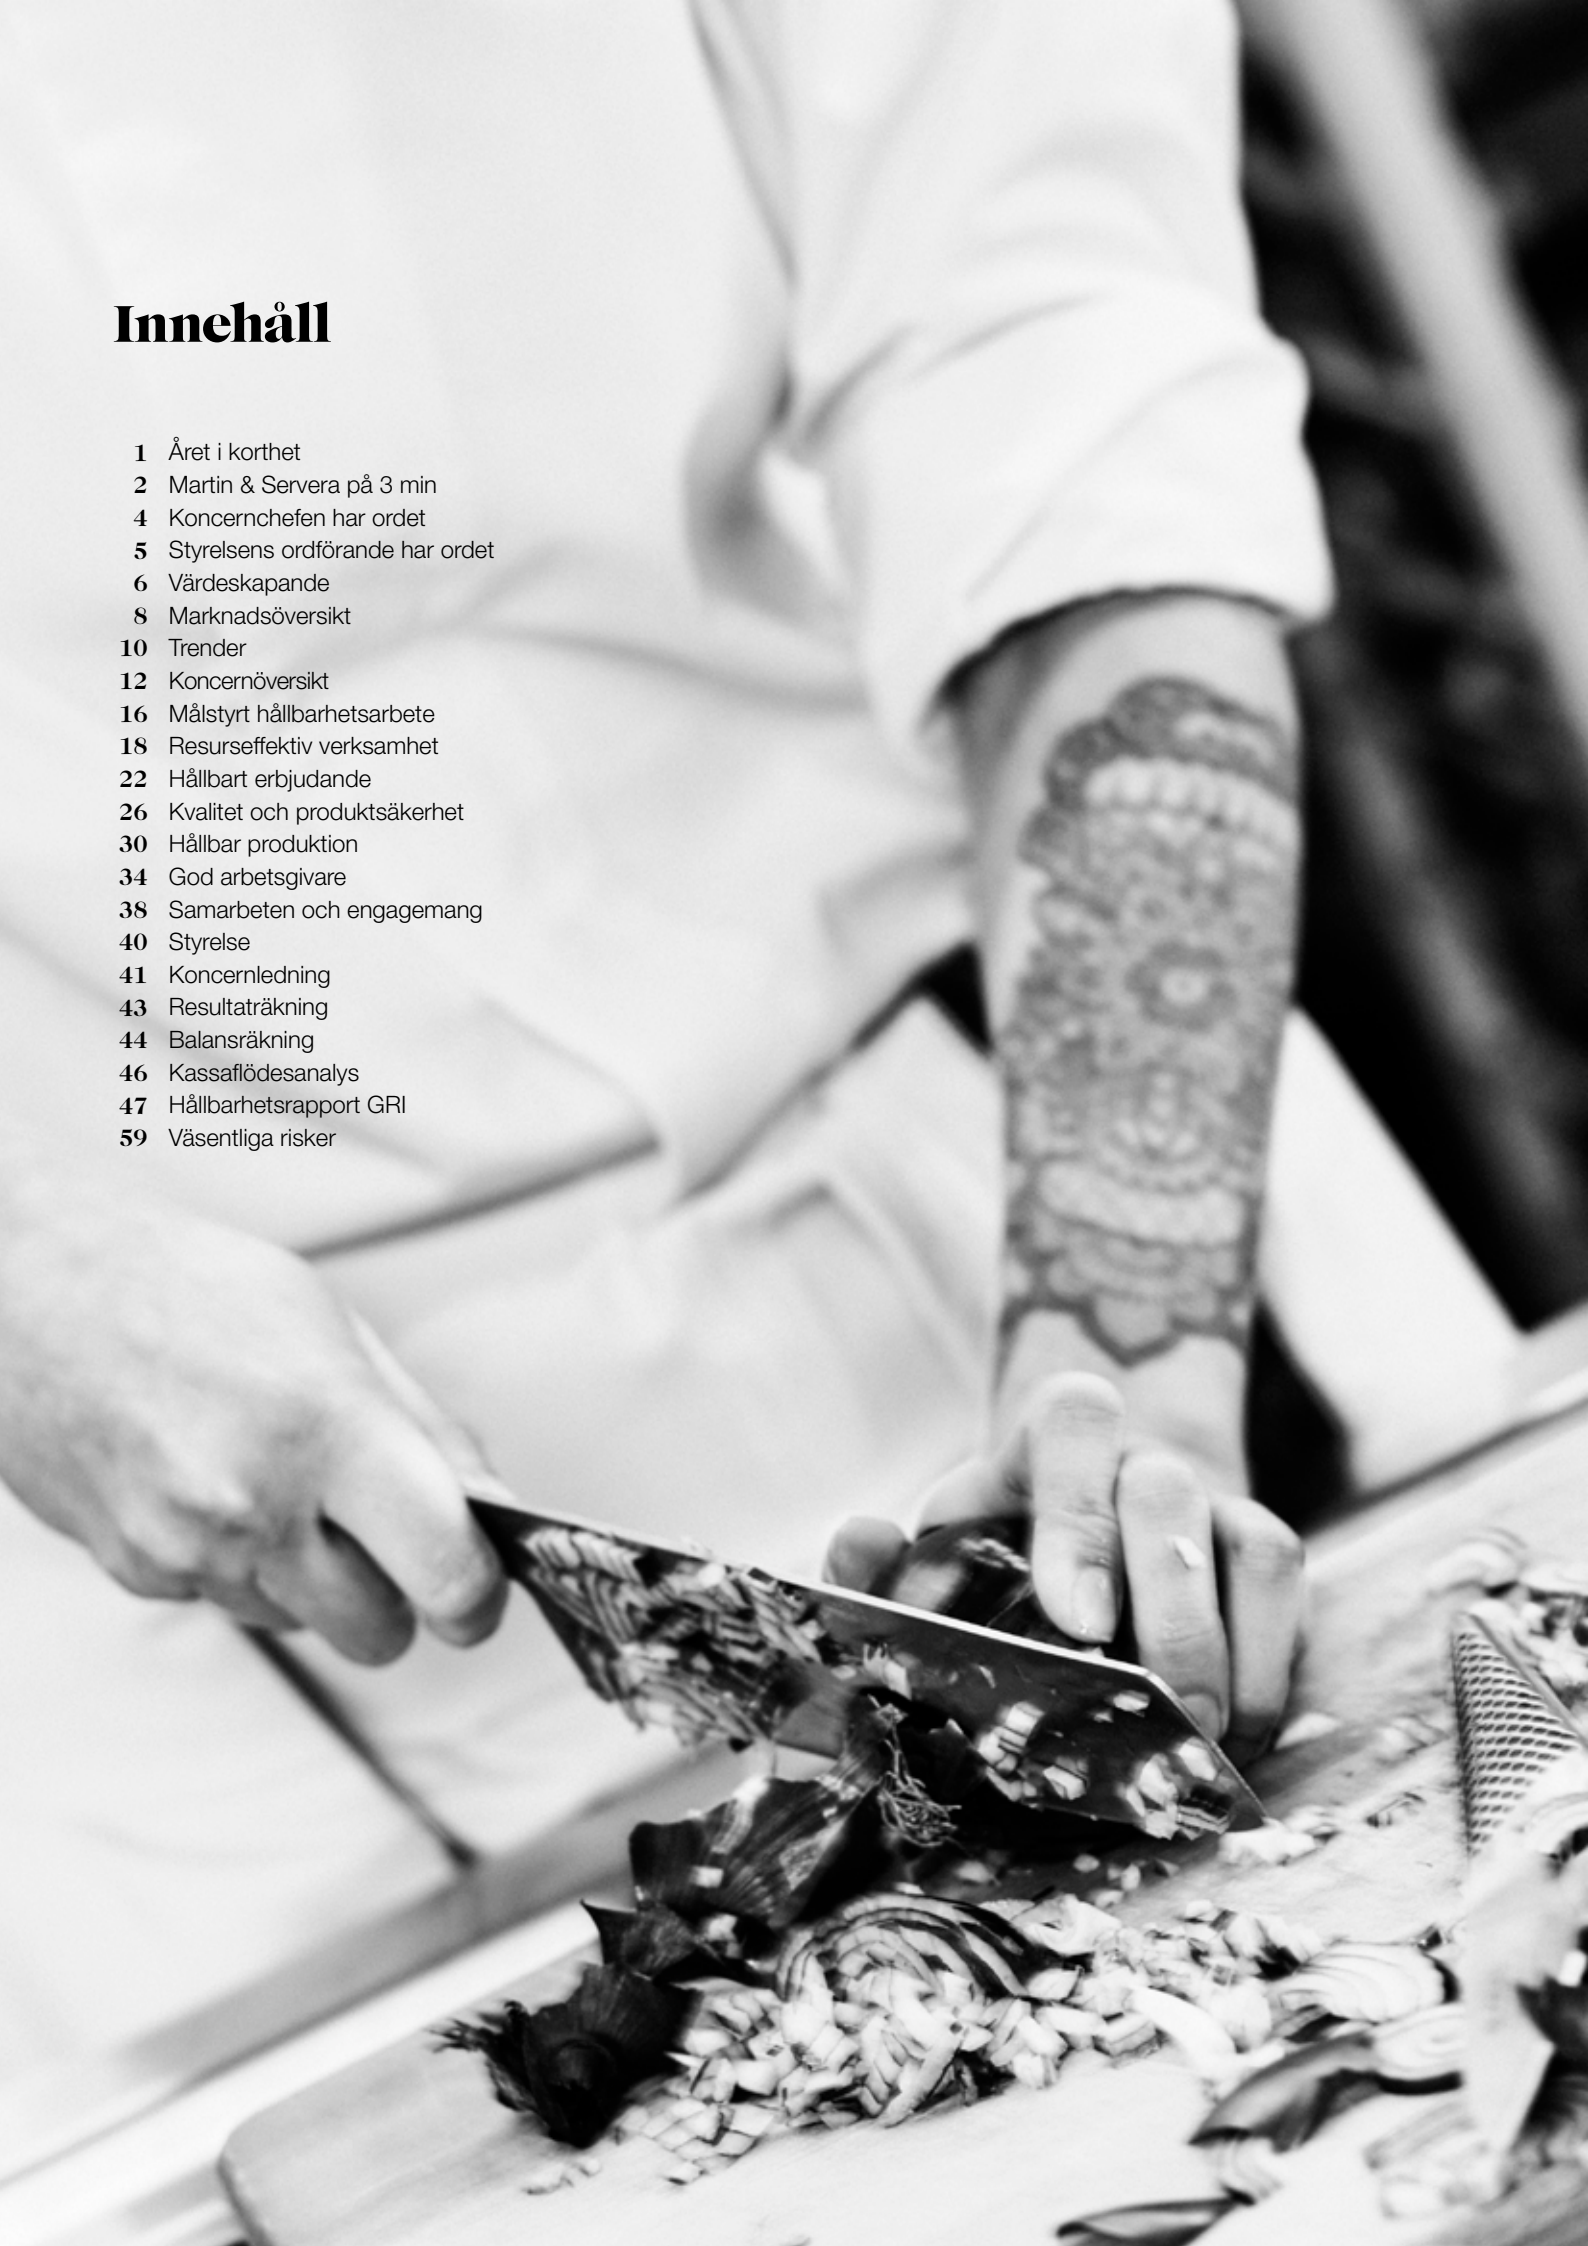 Innehåll
1 Året i korthet
2 Martin & Servera på 3 min
4 Koncernchefen har ordet
5 Styrelsens ordförande har ordet
6 Värdeskapande
8 Marknadsöversikt
10 Trender
12 Koncernöversikt
16 Målstyrt hållbarhetsarbete
18 Resurseffektiv verksamhet
22 Hållbart erbjudande
26 Kvalitet och produktsäkerhet
30 Hållbar produktion
34 God arbetsgivare
38 Samarbeten och engagemang
40 Styrelse
41 Koncernledning
43 Resultaträkning
44 Balansräkning
46 Kassaflödesanalys
47 Hållbarhetsrapport GRI
59 Väsentliga risker